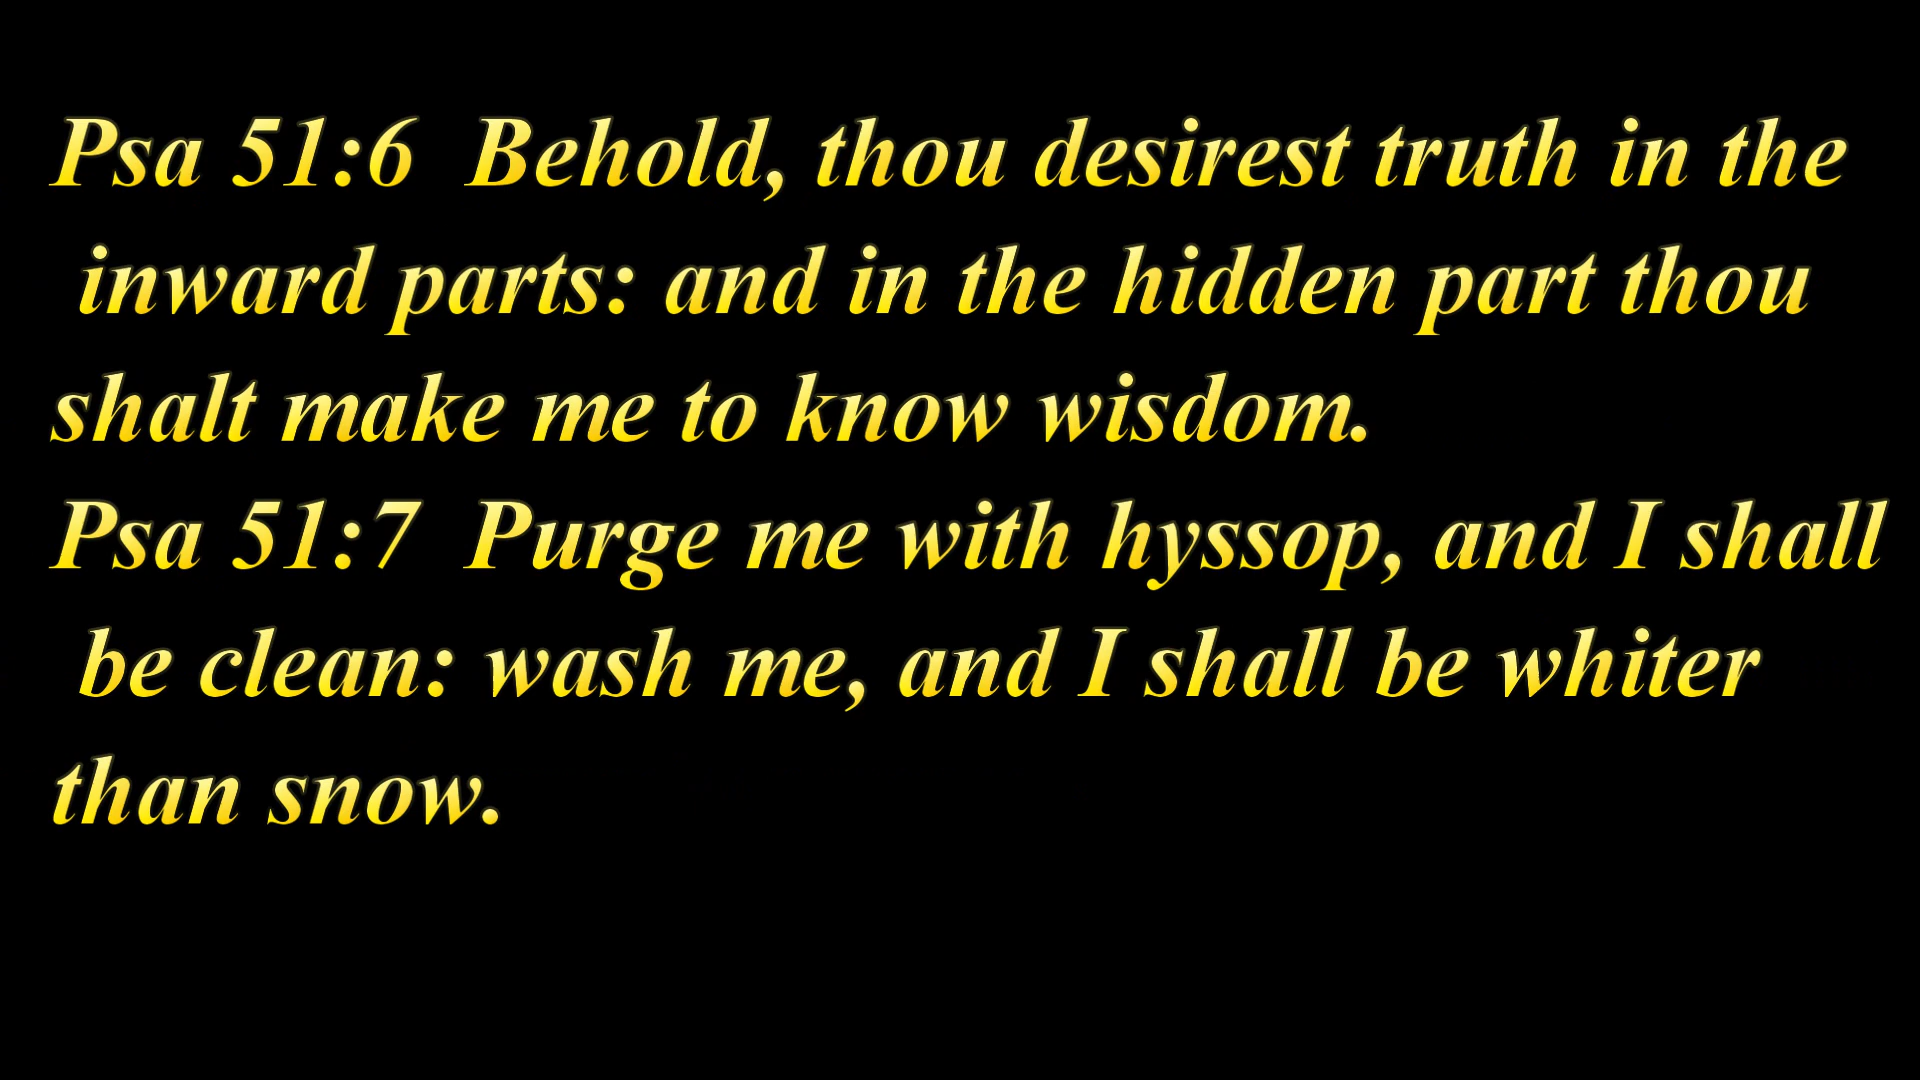 Psa 51:6  Behold, thou desirest truth in the
inward parts: and in the hidden part thou
shalt make me to know wisdom.
Psa 51:7  Purge me with hyssop, and I shall
be clean: wash me, and I shall be whiter
than snow.